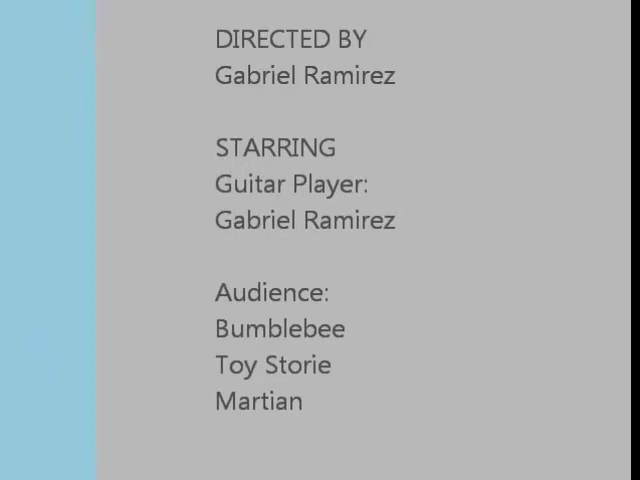 DIRECTED BY
Gabriel Ramirez
STARRING
Guitar Player:
Gabriel Ramirez
Audience:
Bumblebee
Toy Storie
Martian